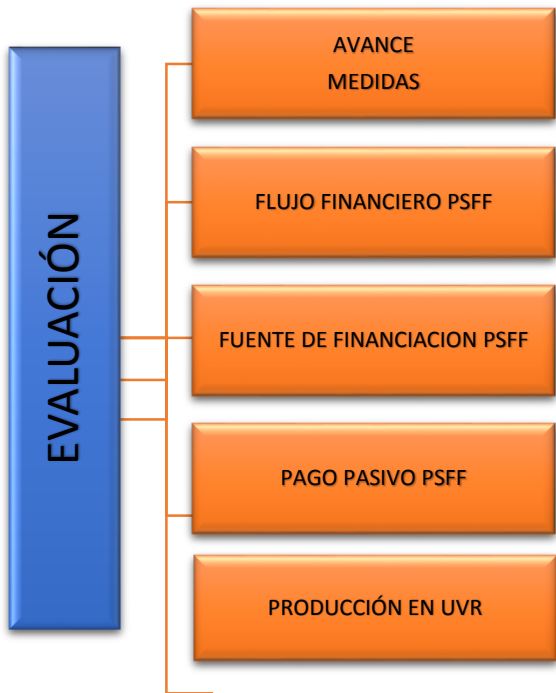 EVALUACIÓN
AVANCE
MEDIDAS
FLUJO FINANCIERO PSFF
FUENTE DE FINANCIACION PSFF
PAGO PASIVO PSFF
PRODUCCIÓN EN UVR